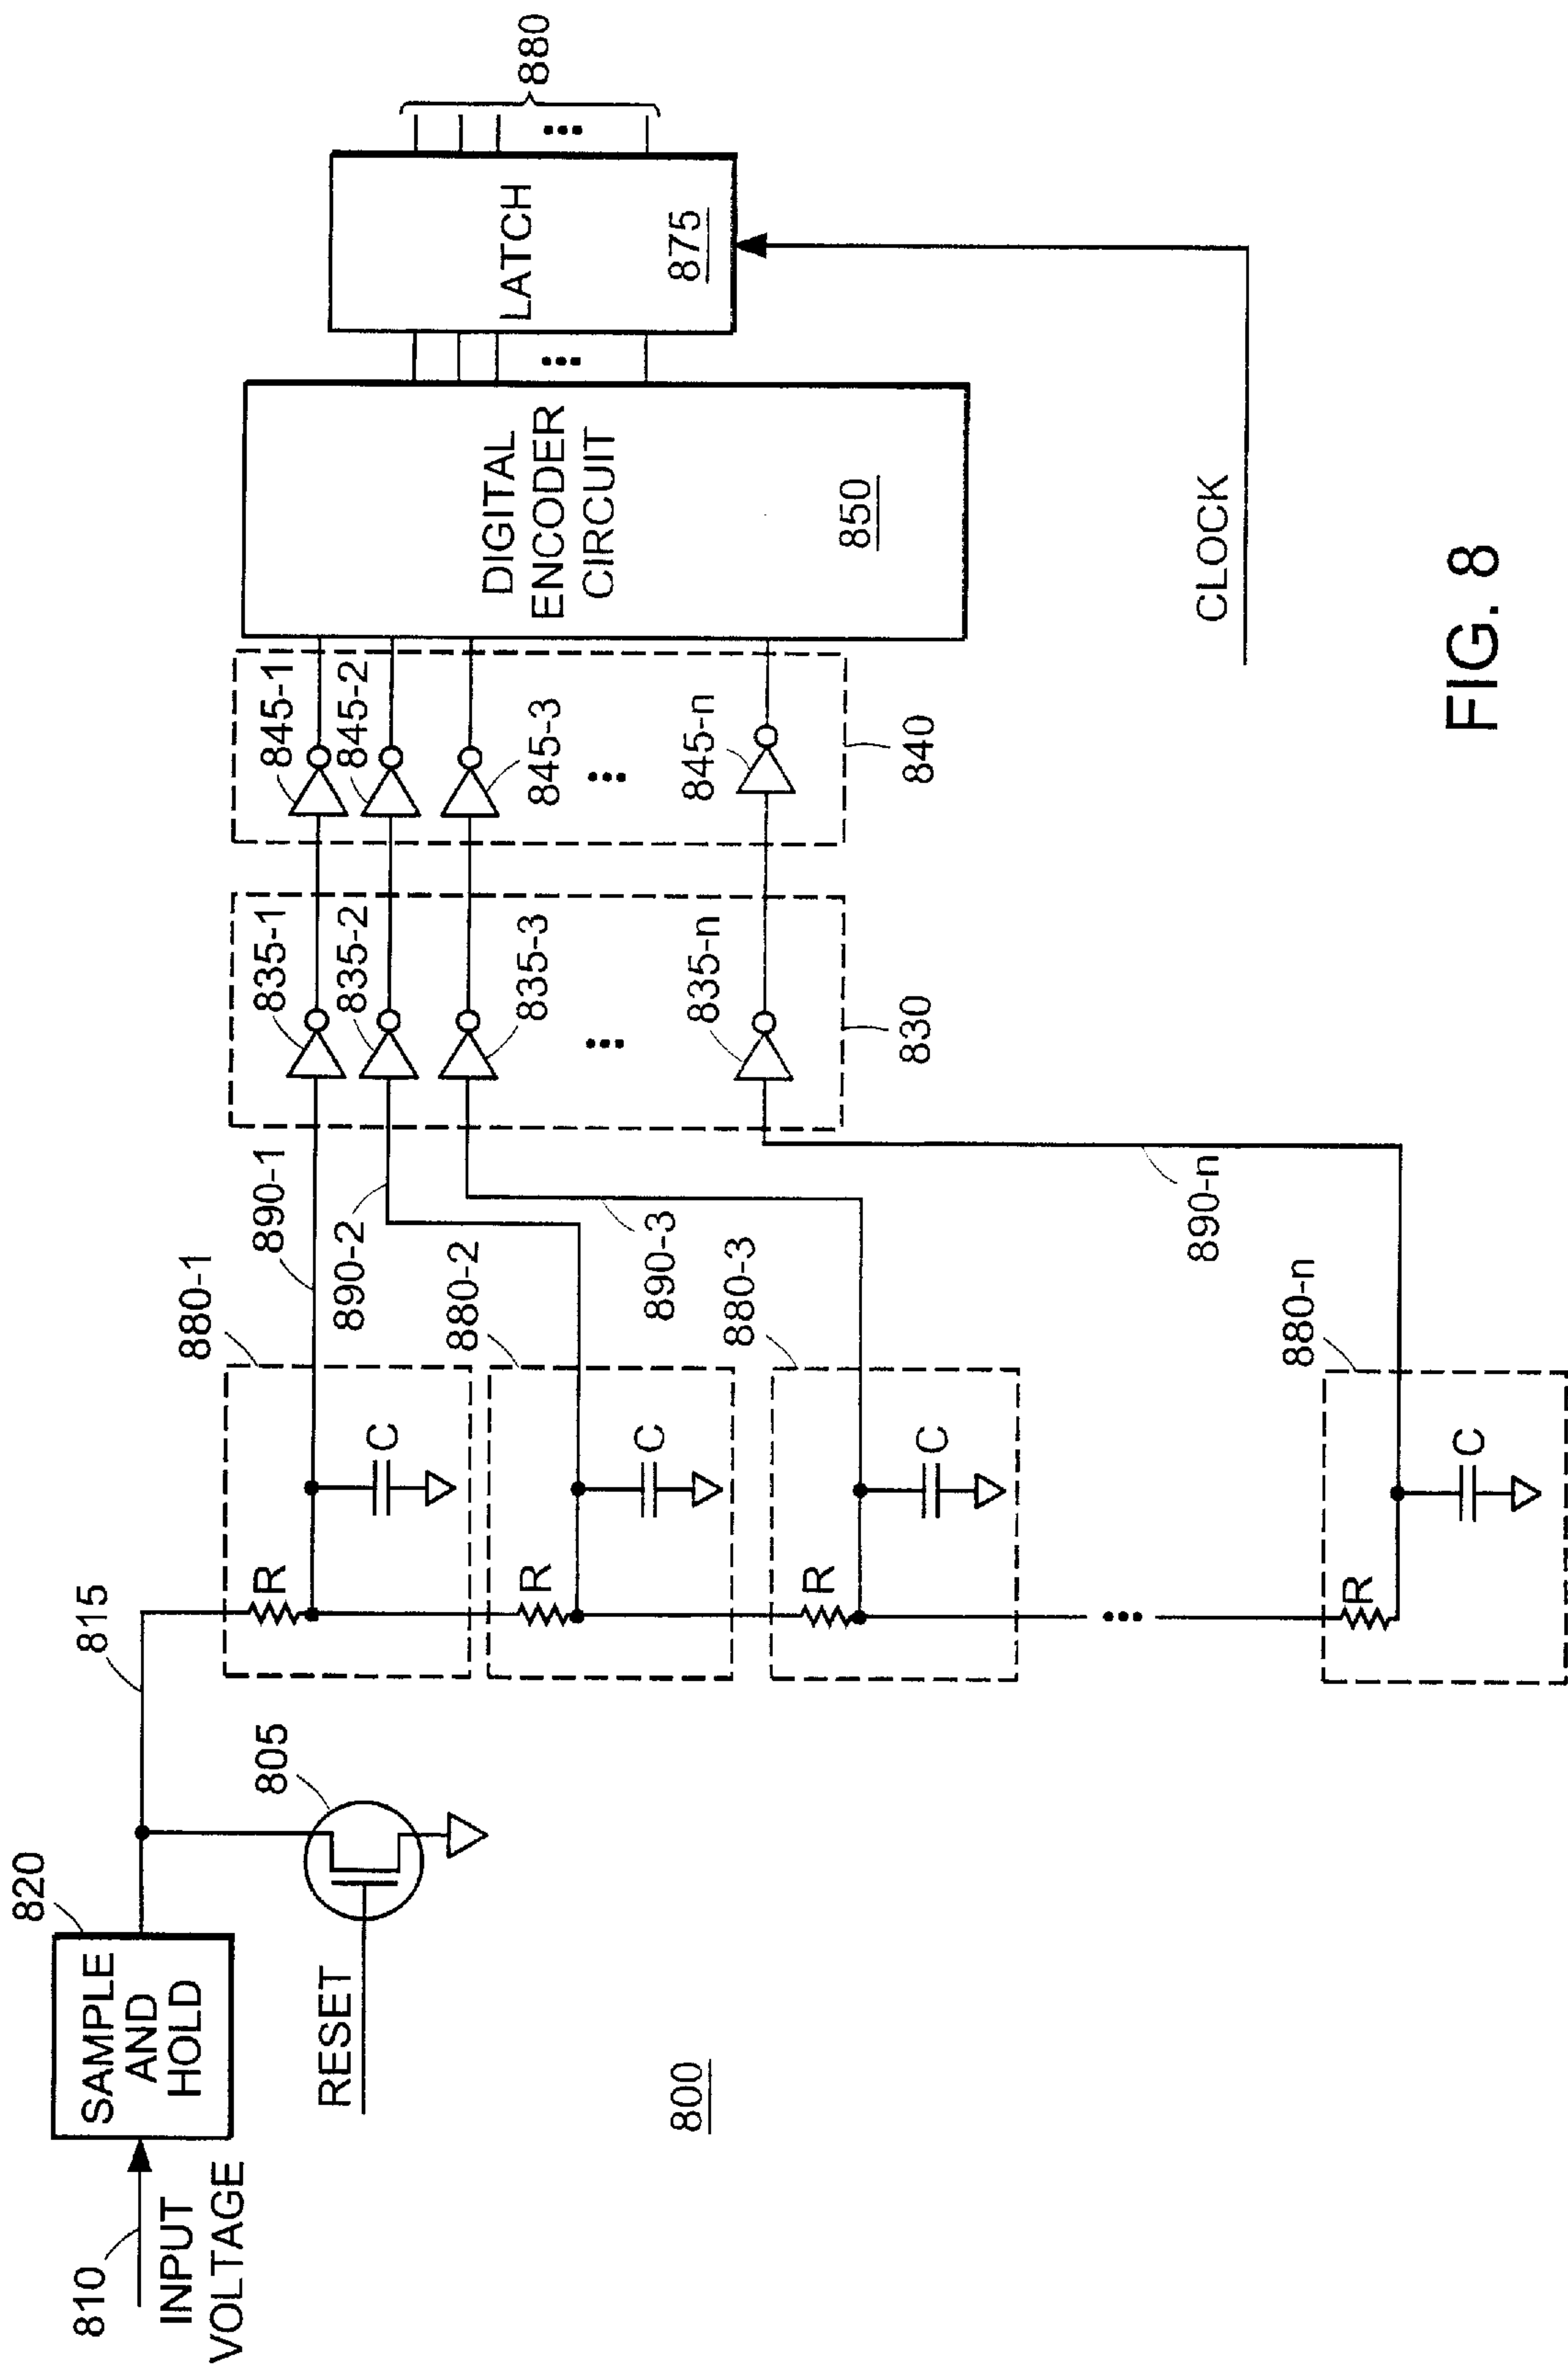 820
SAMPLE
AND
HOLD
810
INPUT
VOLTAGE
815
805
RESET
800
880-1
R
C
880-2
R
C
880-3
R
C
...
880-n
R
C
890-1
890-2
890-3
890-n
835-1
835-2
835-3
...
835-n
830
845-1
845-2
845-3
...
845-n
840
DIGITAL
ENCODER
CIRCUIT
850
...
LATCH
875
...
880
CLOCK
FIG. 8